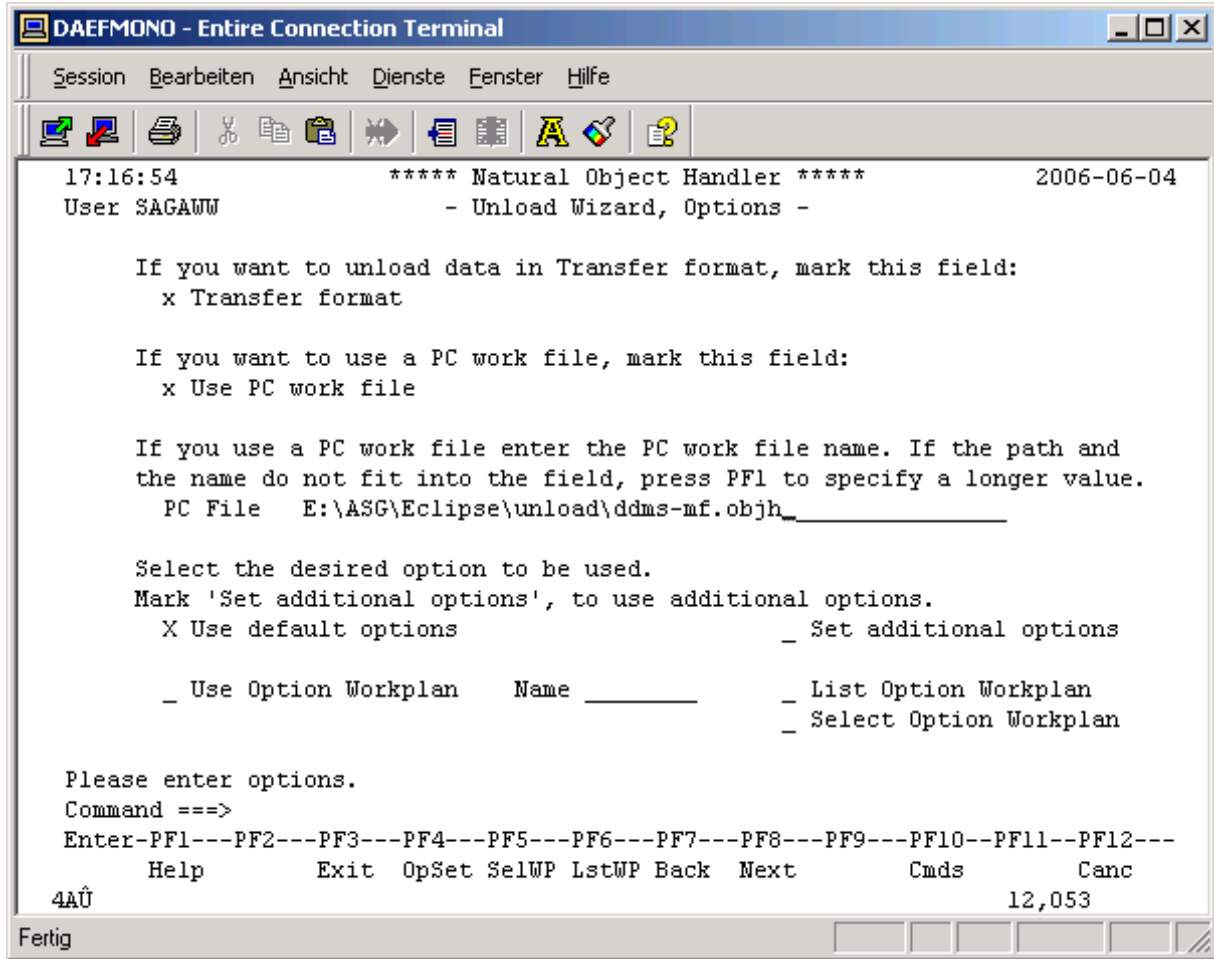 DAEFMONO - Entire Connection Terminal
Session Bearbeiten Ansicht Dienste Fenster Hilfe
17:16:54 ***** Natural Object Handler ***** 2006-06-04
User SAGAWW - Unload Wizard, Options -
If you want to unload data in Transfer format, mark this field:
x Transfer format
If you want to use a PC work file, mark this field:
x Use PC work file
If you use a PC work file enter the PC work file name. If the path and
the name do not fit into the field, press PF1 to specify a longer value.
PC File E:\ASG\Eclipse\unload\ddms-mf.objh_______________
Select the desired option to be used.
Mark 'Set additional options', to use additional options.
X Use default options _ Set additional options
_ Use Option Workplan Name ________ _ List Option Workplan
_ Select Option Workplan
Please enter options.
Command ===>
Enter-PF1---PF2---PF3---PF4---PF5---PF6---PF7---PF8---PF9---PF10--PF11--PF12---
Help Exit OpSet SelWP LstWP Back Next Cmds Canc
4AÛ 12,053
Fertig